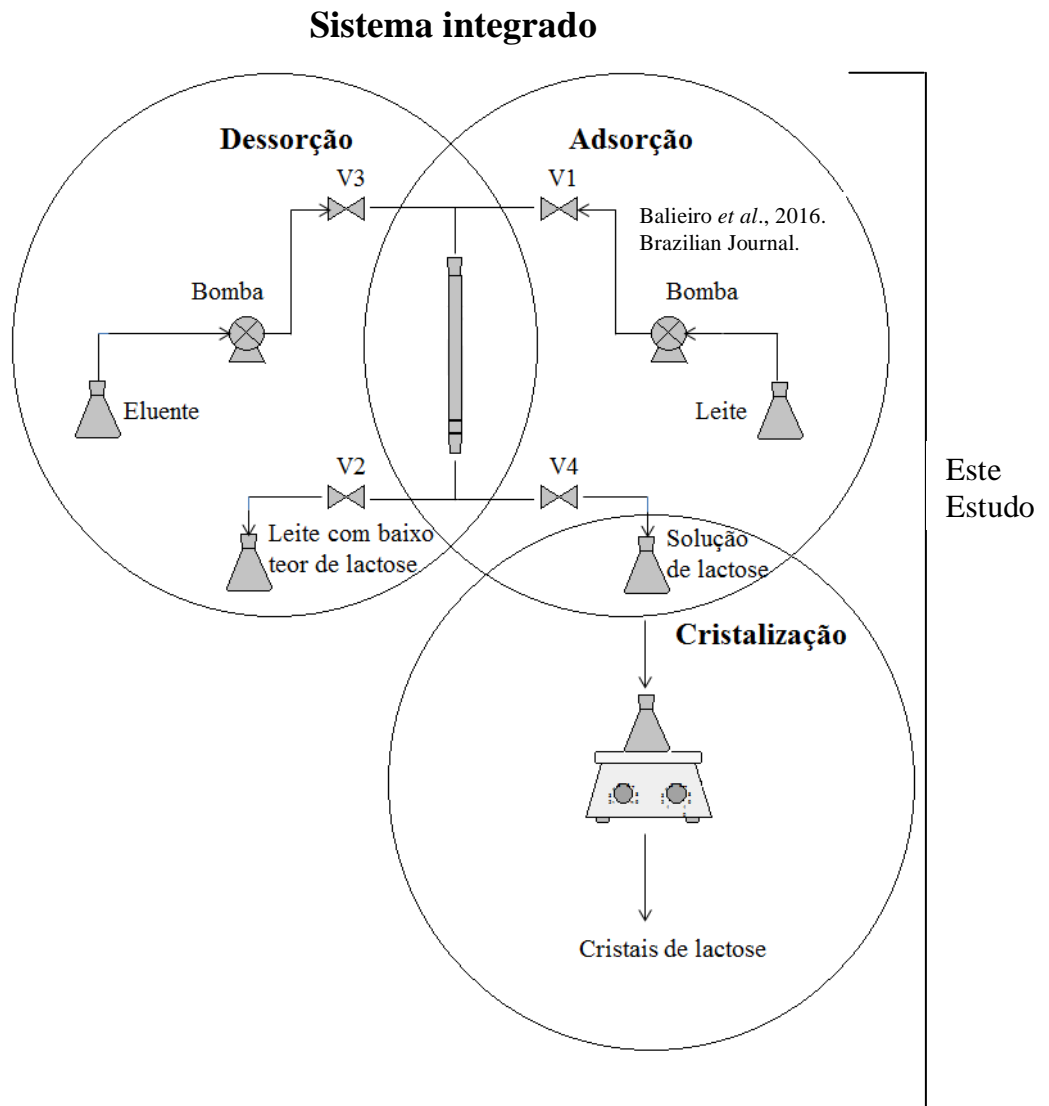 Sistema integrado
Dessorção
Adsorção
V3
V1
Balieiro et al., 2016.
Brazilian Journal.
Bomba
Bomba
Eluente
Leite
V2
V4
Este
Estudo
Leite com baixo
teor de lactose
Solução
de lactose
Cristalização
Cristais de lactose